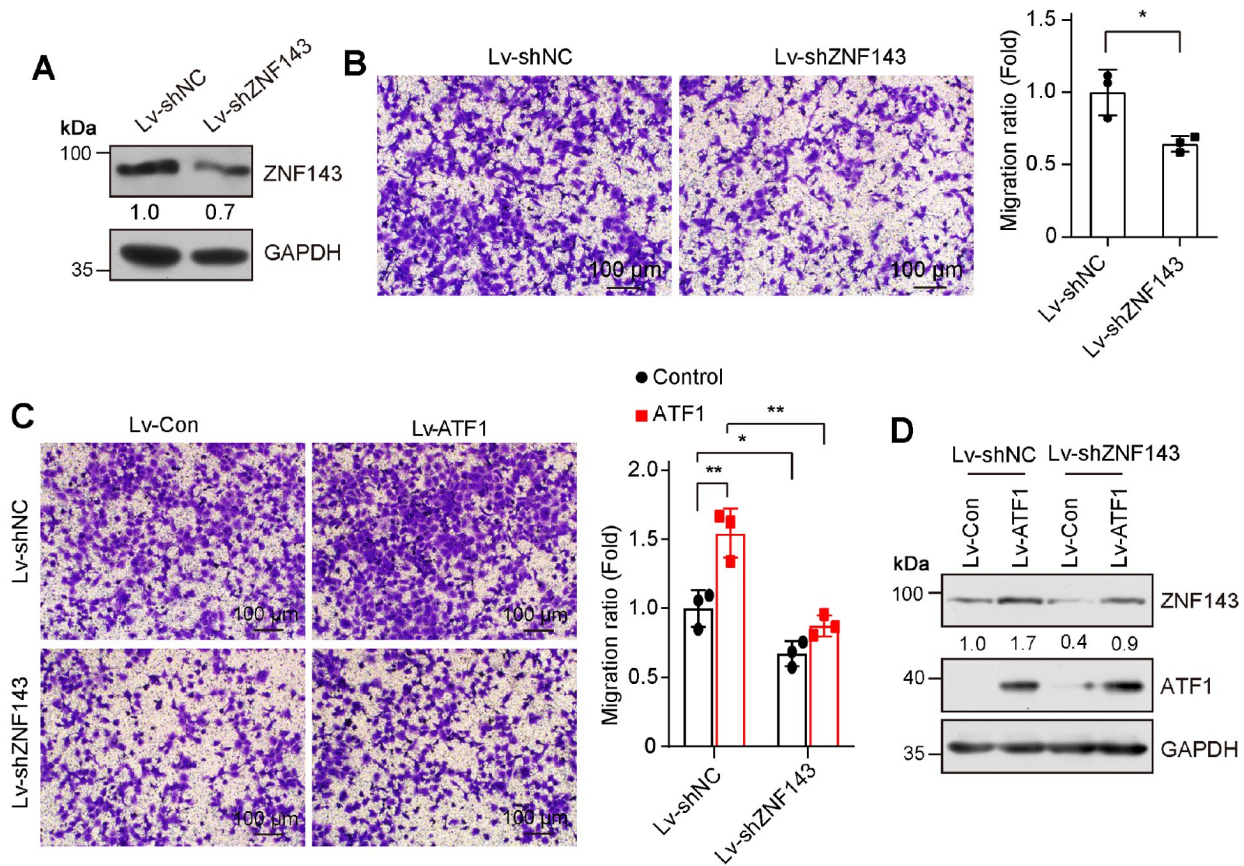 A
Lv-shNC
Lv-shZNF143
kDa
100
ZNF143
1.0 0.7
GAPDH
35
B
Lv-shNC
Lv-shZNF143
100 µm
100 µm
*
Migration ratio (Fold)
1.5
1.0
0.5
0
Lv-shNC
Lv-shZNF143
C
Lv-Con
Lv-ATF1
Lv-shNC
100 µm
100 µm
Lv-shZNF143
100 µm
100 µm
Control
ATF1
**
*
**
Migration ratio (Fold)
2.0
1.5
1.0
0.5
0
Lv-shNC
Lv-shZNF143
D
Lv-shNC Lv-shZNF143
Lv-Con
Lv-ATF1
Lv-Con
Lv-ATF1
kDa
100
ZNF143
1.0 1.7 0.4 0.9
40
ATF1
35
GAPDH